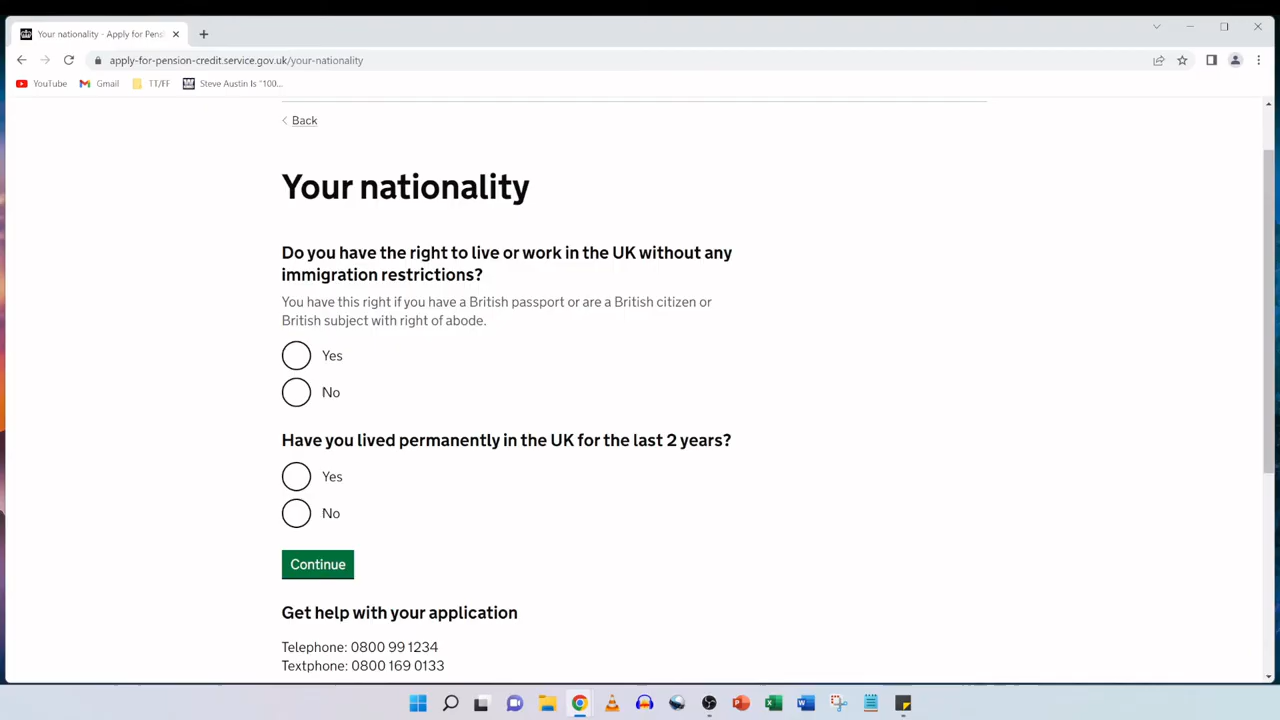 Your nationality - Apply for Pens
apply-for-pension-credit.service.gov.uk/your-nationality
YouTube Gmail TT/FF Steve Austin Is "100...
Back
Your nationality
Do you have the right to live or work in the UK without any
immigration restrictions?
You have this right if you have a British passport or are a British citizen or
British subject with right of abode.
Yes
No
Have you lived permanently in the UK for the last 2 years?
Yes
No
Continue
Get help with your application
Telephone: 0800 99 1234
Textphone: 0800 169 0133